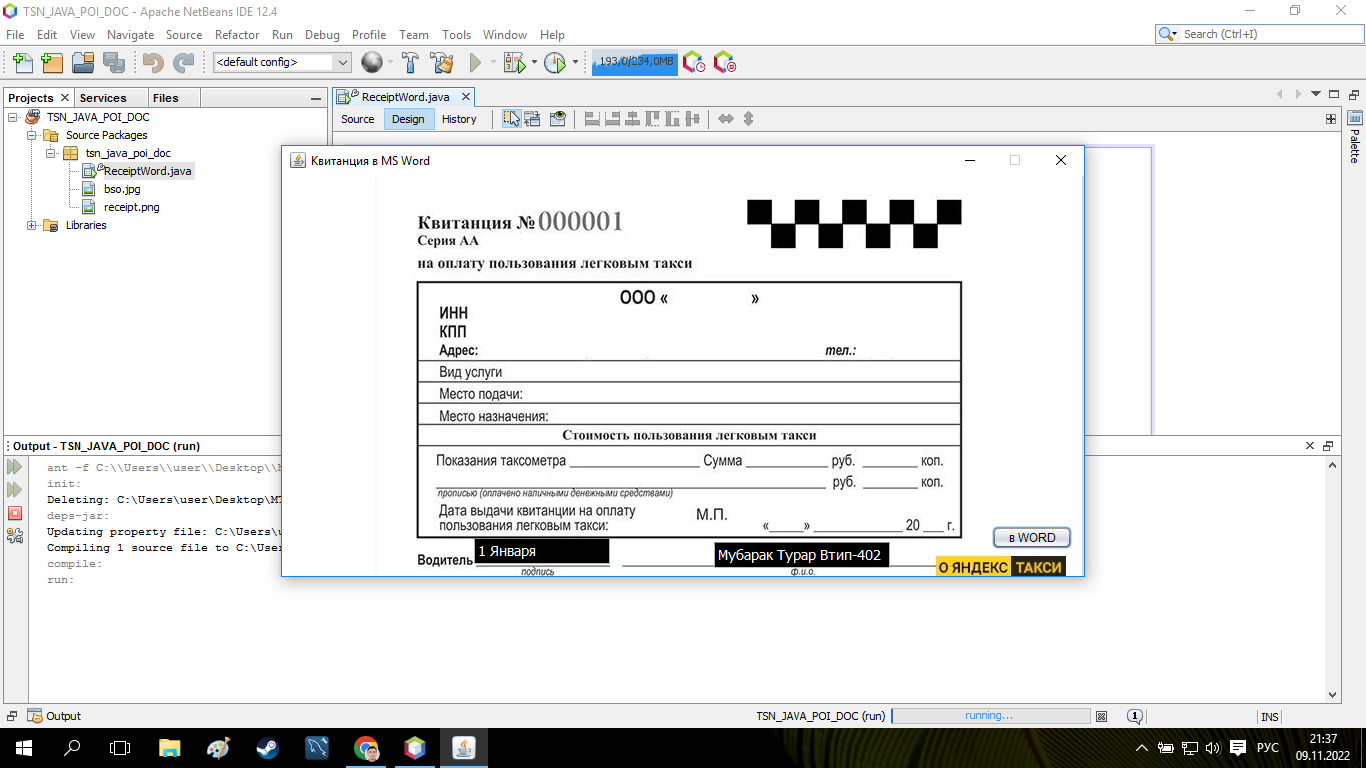 TSN_JAVA_POI_DOC - Apache NetBeans IDE 12.4
File Edit View Navigate Source Refactor Run Debug Profile Team Tools Window Help
Search (Ctrl+I)
<default config>
193,0/234,0MB
Projects Services Files
ReceiptWord.java
Source Design History
Palette
TSN_JAVA_POI_DOC
Source Packages
tsn_java_poi_doc
ReceiptWord.java
bso.jpg
receipt.png
Libraries
Квитанция в MS Word
Квитанция № 000001
Серия АА
на оплату пользования легковым такси
ООО « »
ИНН
КПП
Адрес: тел.:
Вид услуги
Место подачи:
Место назначения:
Стоимость пользования легковым такси
Показания таксометра Сумма руб. коп.
руб. коп.
прописью (оплачено наличными денежными средствами)
Дата выдачи квитанции на оплату
пользования легковым такси:
М.П.
« » 20 г.
в WORD
Водитель 1 Января Мубарак Турар Втип-402
подпись ф.и.о.
О ЯНДЕКС ТАКСИ
Output - TSN_JAVA_POI_DOC (run)
ant -f C:\\Users\\user\\Desktop\\
init:
Deleting: C:\Users\user\Desktop\
deps-jar:
Updating property file: C:\Users\
Compiling 1 source file to C:\User
compile:
run:
Output
TSN_JAVA_POI_DOC (run) running...
1
INS
РУС
21:37
09.11.2022